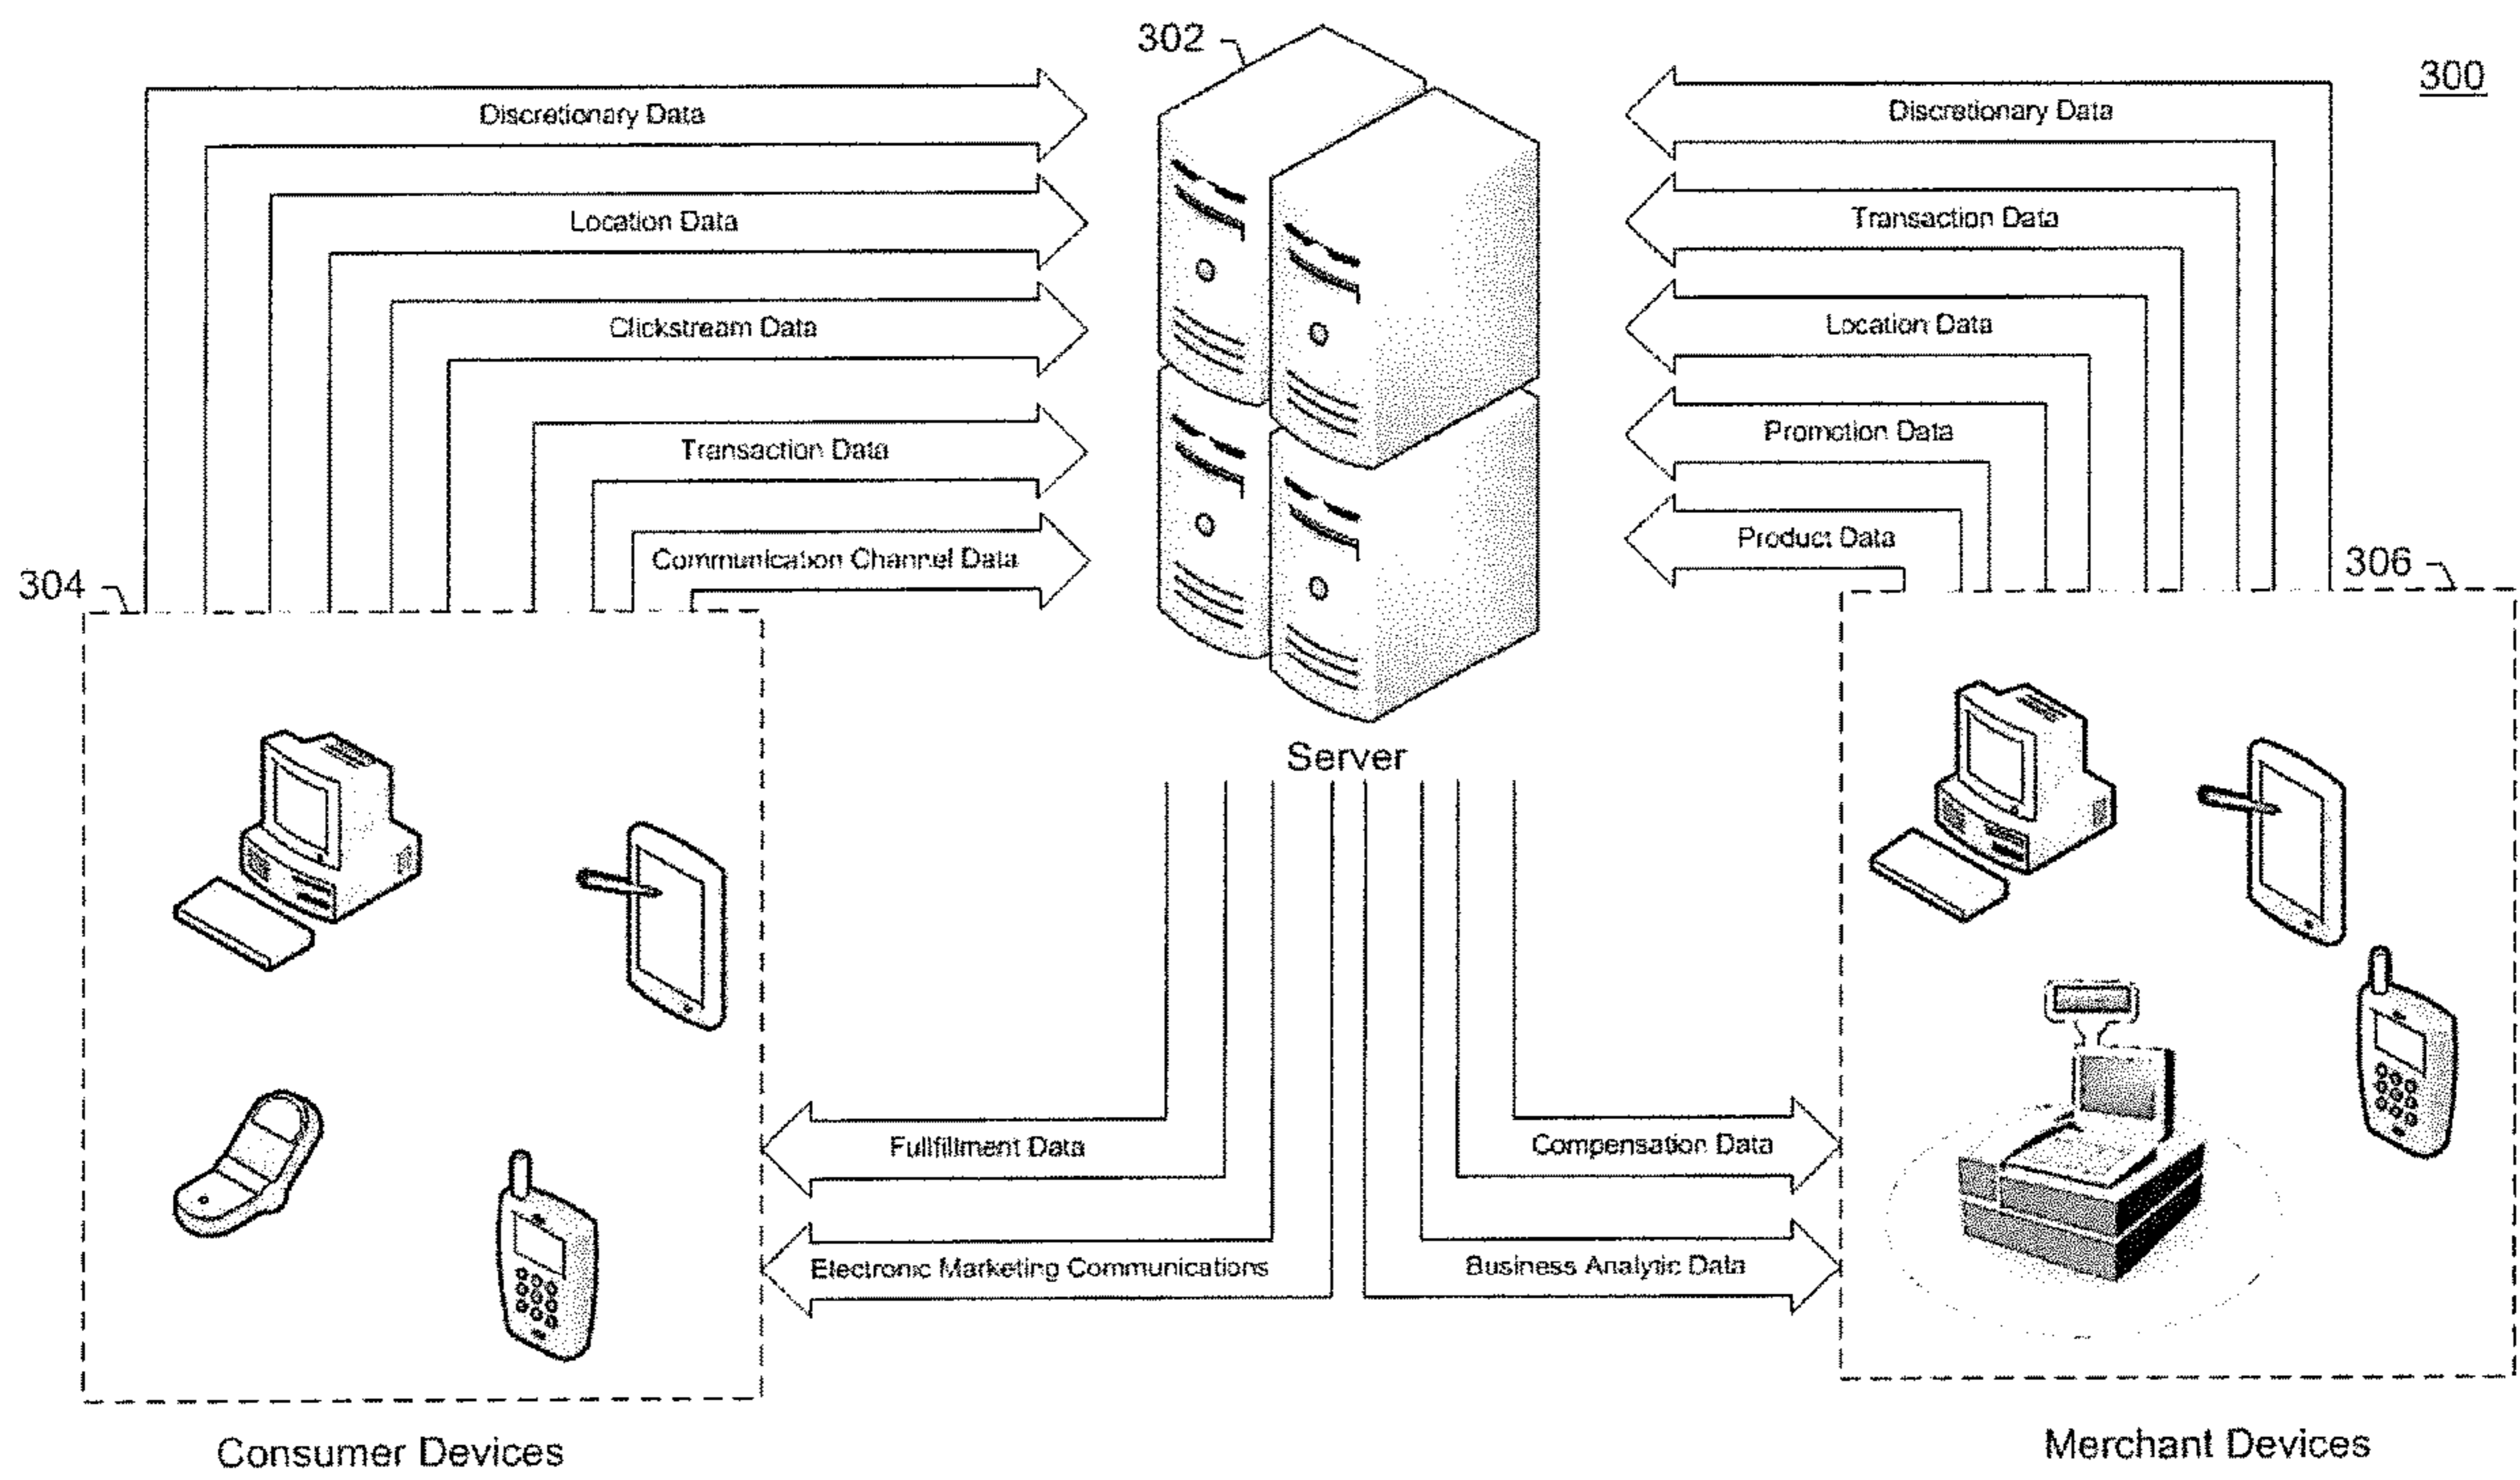 302
300
Discretionary Data
Location Data
Clickstream Data
Transaction Data
Communication Channel Data
Discretionary Data
Transaction Data
Location Data
Promotion Data
Product Data
304
306
Server
Fullfillment Data
Electronic Marketing Communications
Compensation Data
Business Analytic Data
Consumer Devices
Merchant Devices